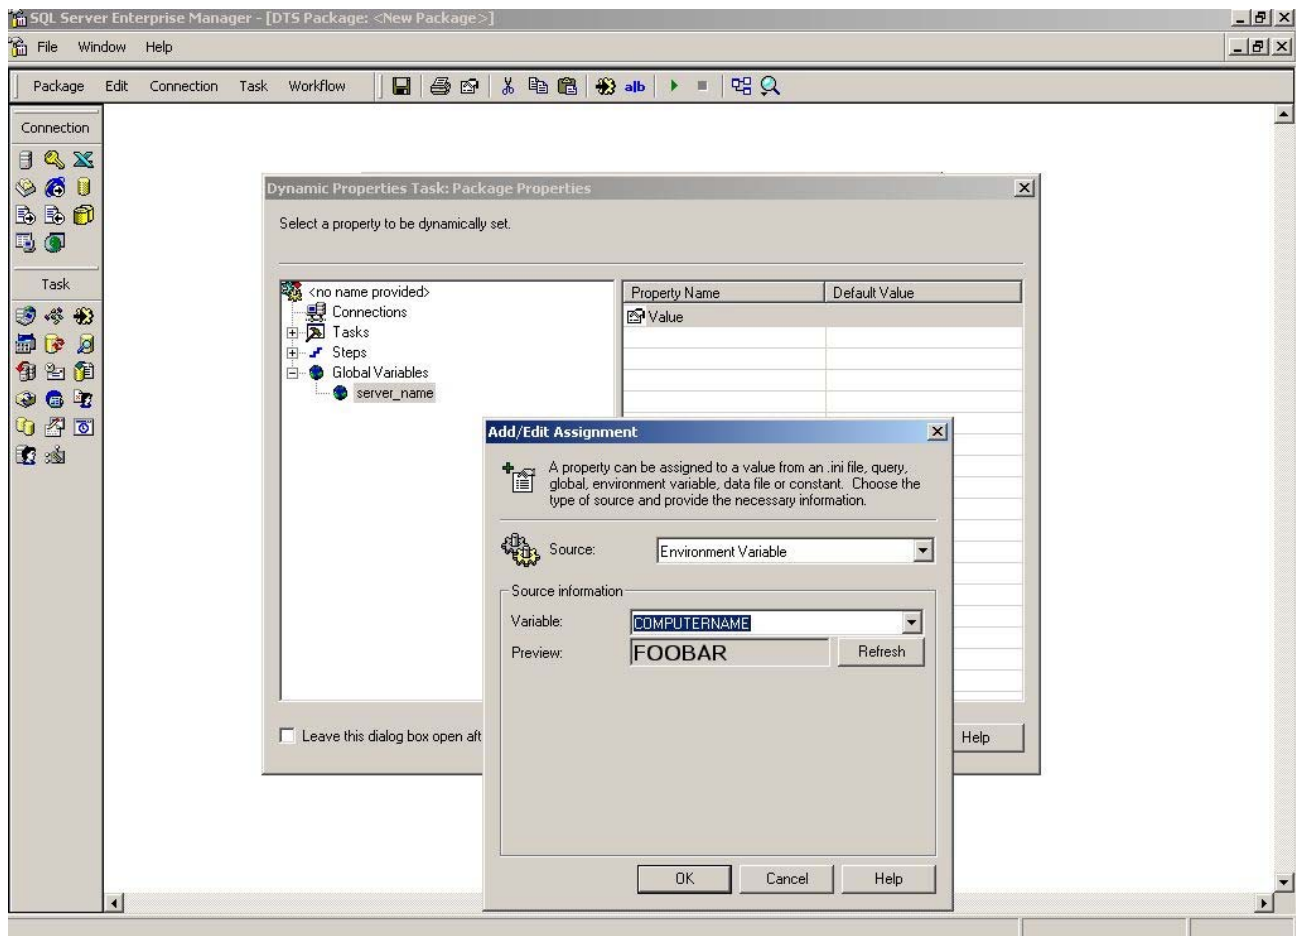 SQL Server Enterprise Manager - [DTS Package: <New Package>]
File Window Help
Package Edit Connection Task Workflow a|b
Connection
Task
Dynamic Properties Task: Package Properties
Select a property to be dynamically set.
<no name provided>
Connections
Tasks
Steps
Global Variables
server_name
Property Name Default Value
Value
Add/Edit Assignment
A property can be assigned to a value from an .ini file, query,
global, environment variable, data file or constant. Choose the
type of source and provide the necessary information.
Source: Environment Variable
Source information
Variable: COMPUTERNAME
Preview: FOOBAR Refresh
Leave this dialog box open aft
Help
OK Cancel Help